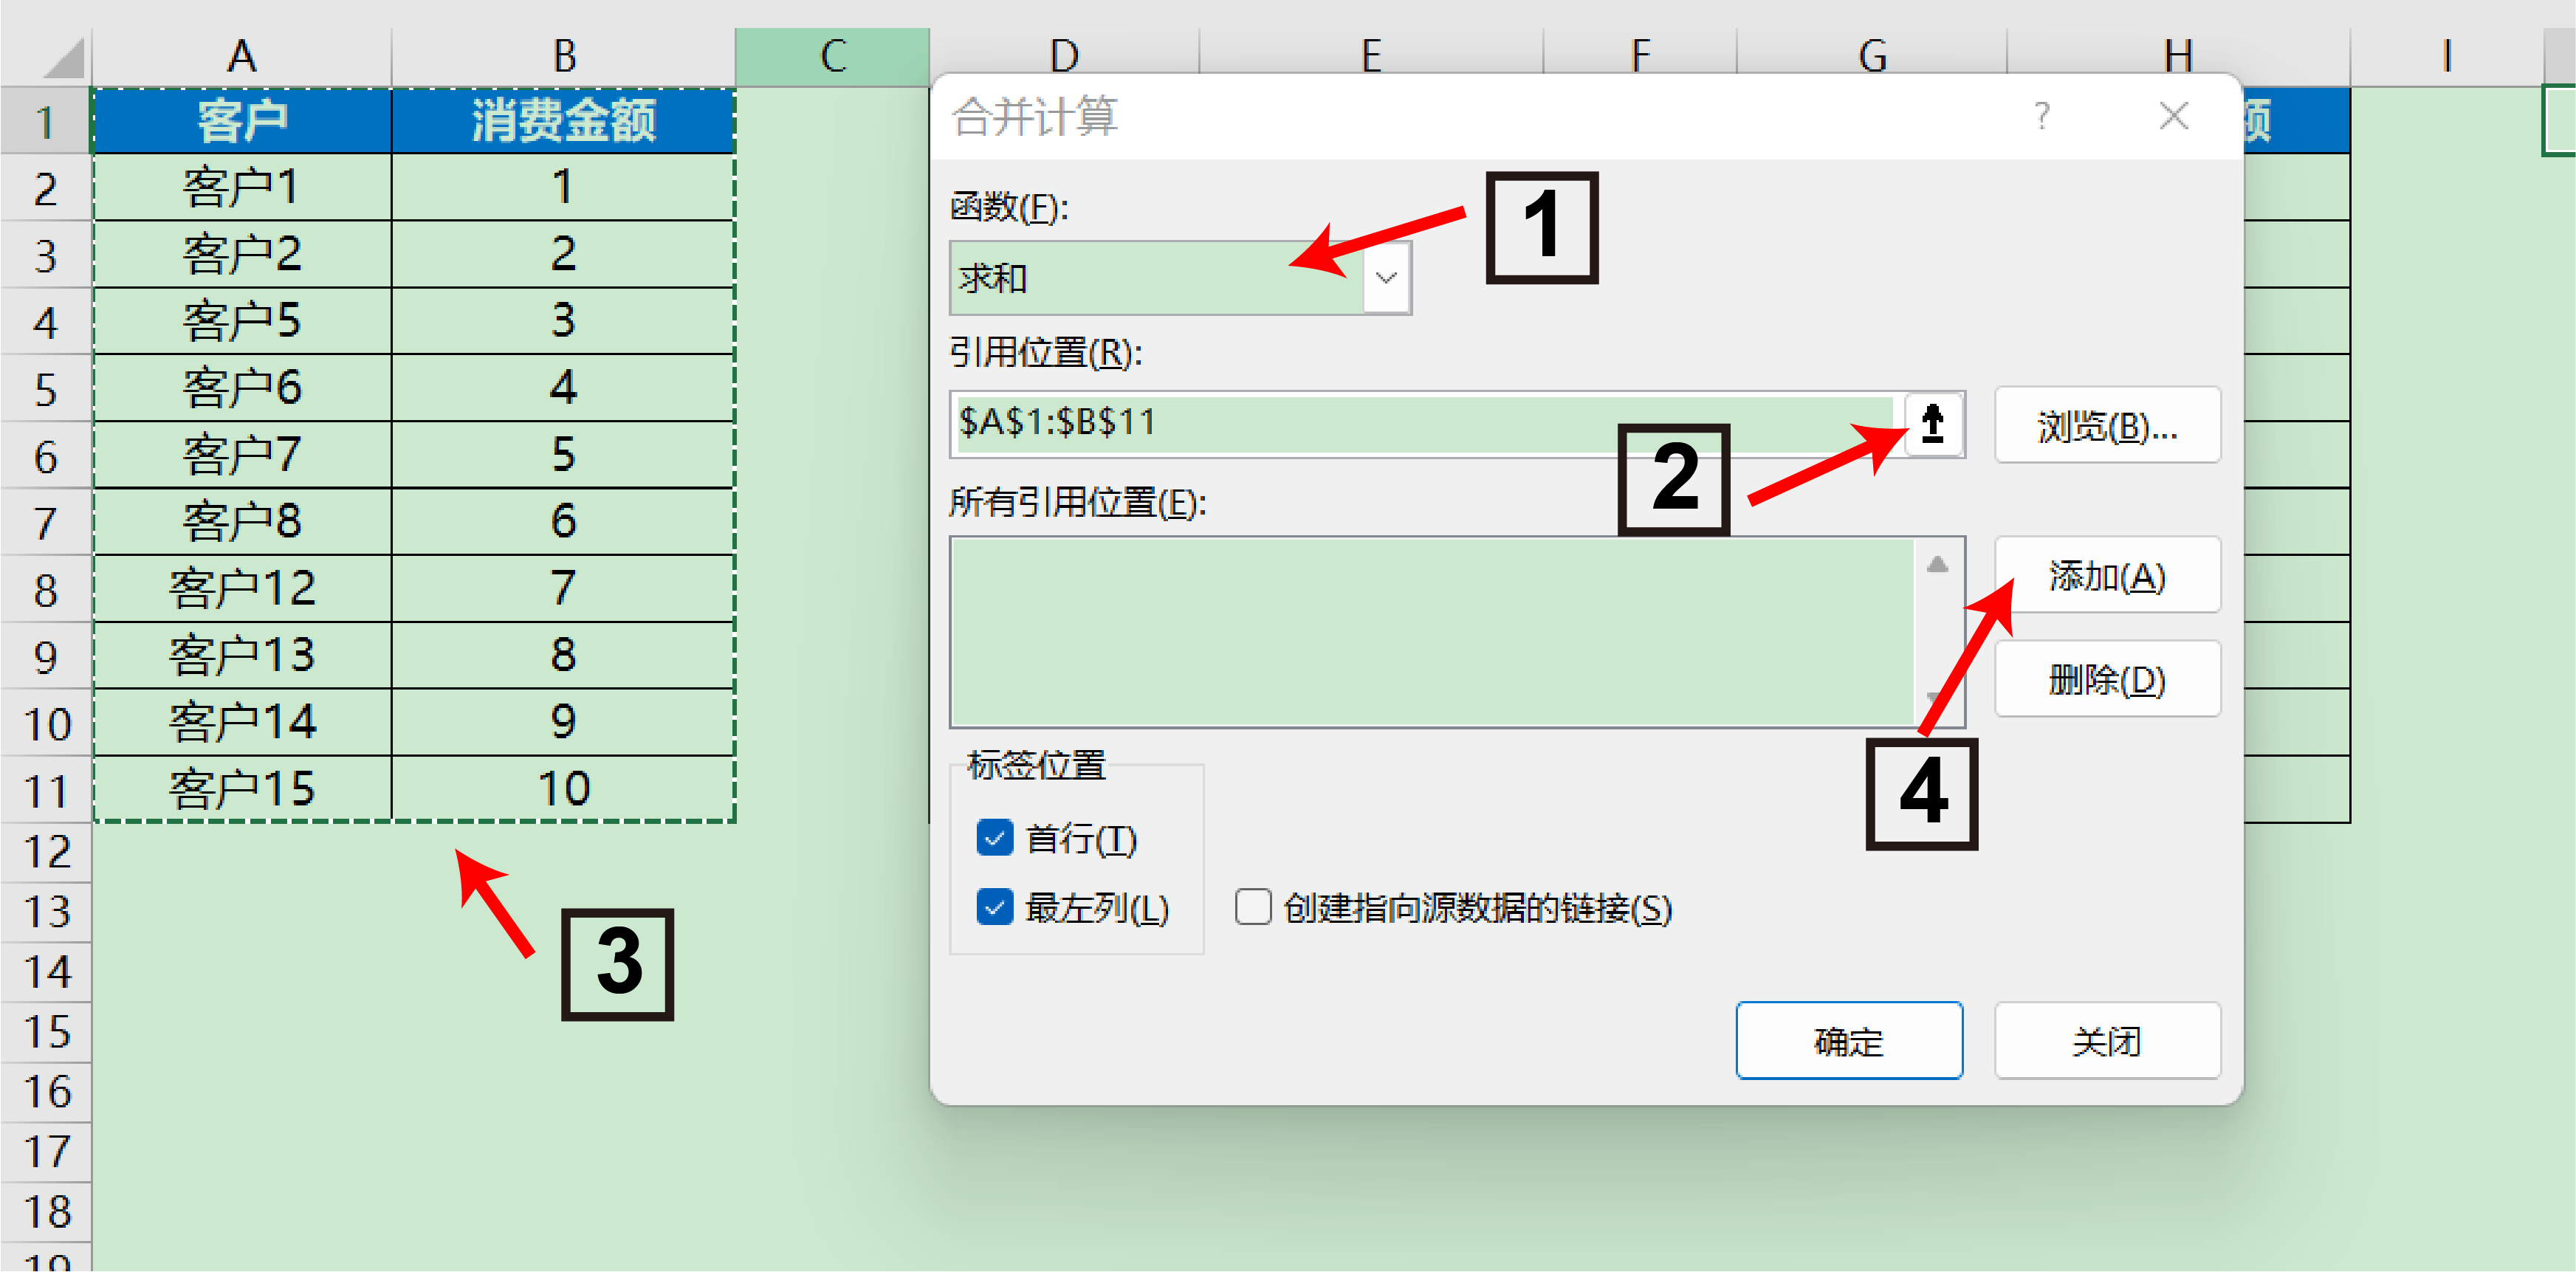 A B C D E F G H I
1 客户 消费金额
2 客户1 1
3 客户2 2
4 客户5 3
5 客户6 4
6 客户7 5
7 客户8 6
8 客户12 7
9 客户13 8
10 客户14 9
11 客户15 10
12
13
14
15
16
17
18
19
额
合并计算 ?
函数(F):
求和
1
引用位置(R):
$A$1:$B$11
浏览(B)...
2
所有引用位置(E):
添加(A)
删除(D)
4
标签位置
首行(T)
最左列(L)
创建指向源数据的链接(S)
3
确定
关闭